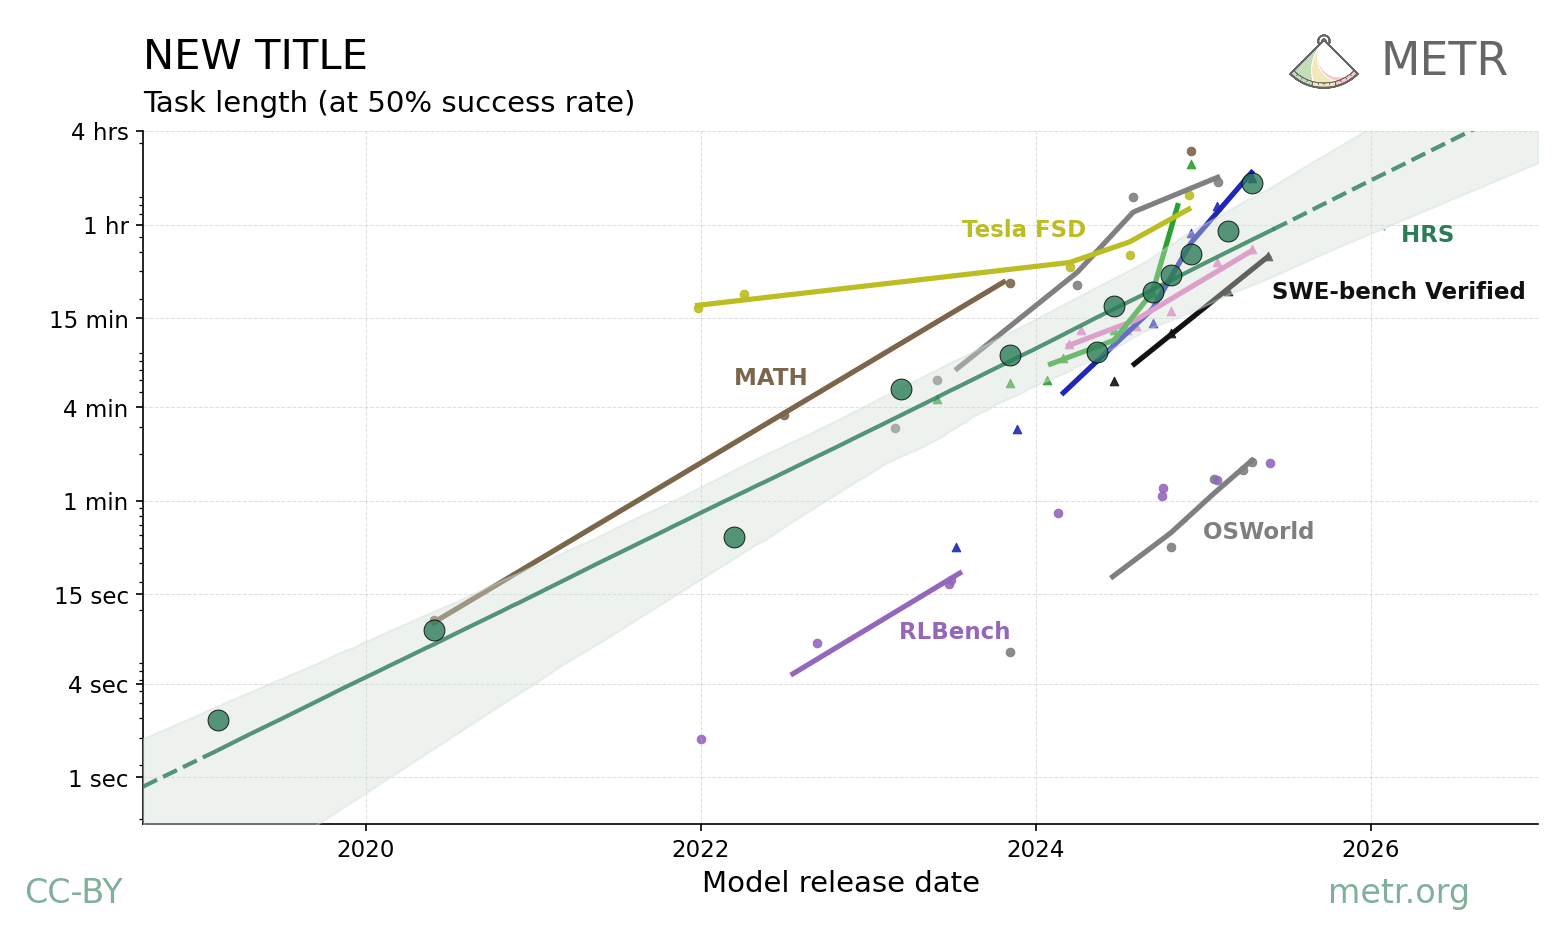 NEW TITLE
METR
Task length (at 50% success rate)
4 hrs
1 hr
15 min
4 min
1 min
15 sec
4 sec
1 sec
Tesla FSD
HRS
SWE-bench Verified
MATH
OSWorld
RLBench
2020
2022
2024
2026
Model release date
CC-BY
metr.org